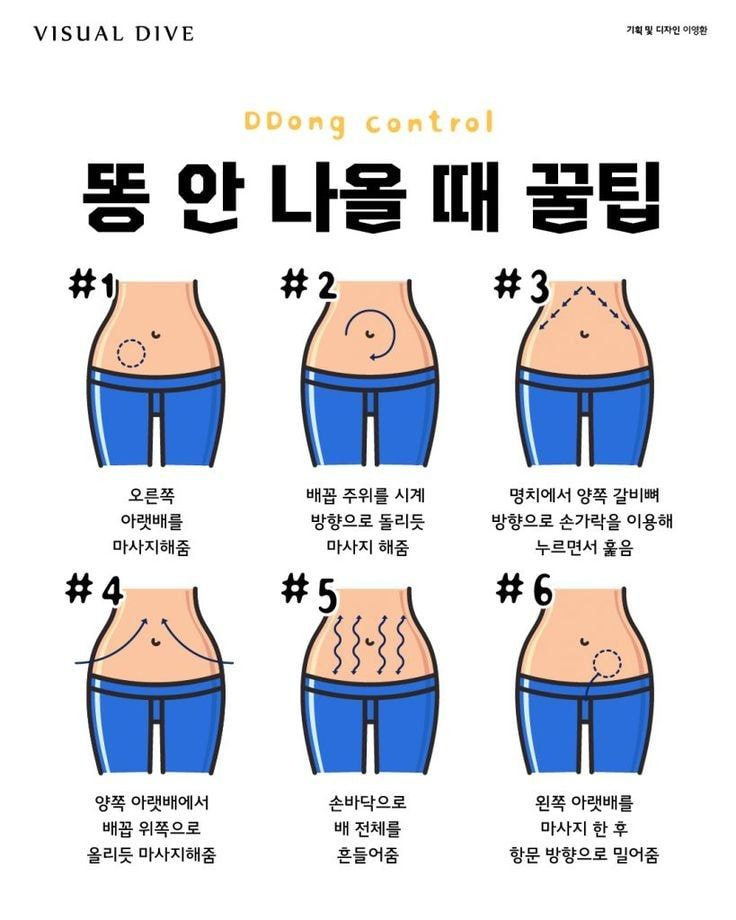 VISUAL DIVE
기획 및 디자인 이영환
DDong control
똥 안 나올 때 꿀팁
#1
오른쪽
아랫배를
마사지해줌
#2
배꼽 주위를 시계
방향으로 돌리듯
마사지 해줌
#3
명치에서 양쪽 갈비뼈
방향으로 손가락을 이용해
누르면서 훑음
#4
양쪽 아랫배에서
배꼽 위쪽으로
올리듯 마사지해줌
#5
손바닥으로
배 전체를
흔들어줌
#6
왼쪽 아랫배를
마사지 한 후
항문 방향으로 밀어줌